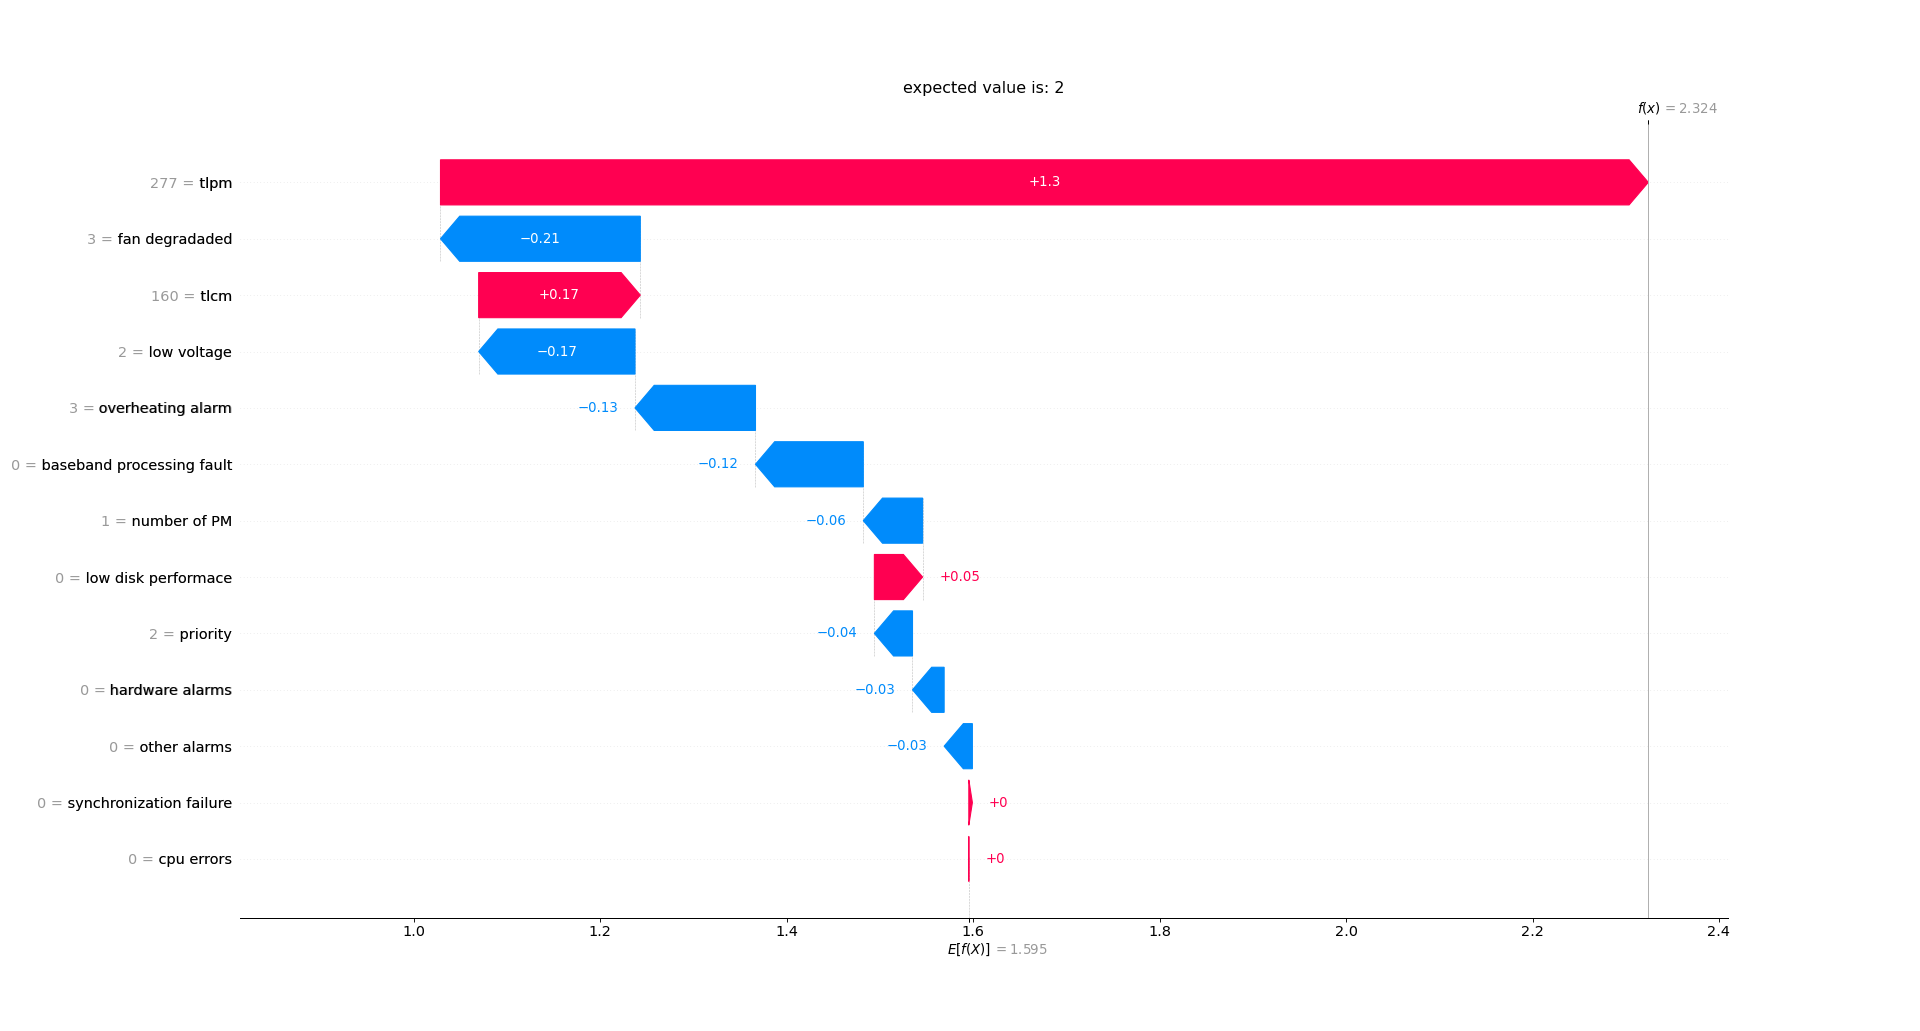 expected value is: 2
f(x) = 2.324
277 = tlpm
+1.3
3 = fan degradaded
−0.21
160 = tlcm
+0.17
2 = low voltage
−0.17
3 = overheating alarm
−0.13
0 = baseband processing fault
−0.12
1 = number of PM
−0.06
0 = low disk performace
+0.05
2 = priority
−0.04
0 = hardware alarms
−0.03
0 = other alarms
−0.03
0 = synchronization failure
+0
0 = cpu errors
+0
1.0 1.2 1.4 1.6 1.8 2.0 2.2 2.4
E[f(X)] = 1.595